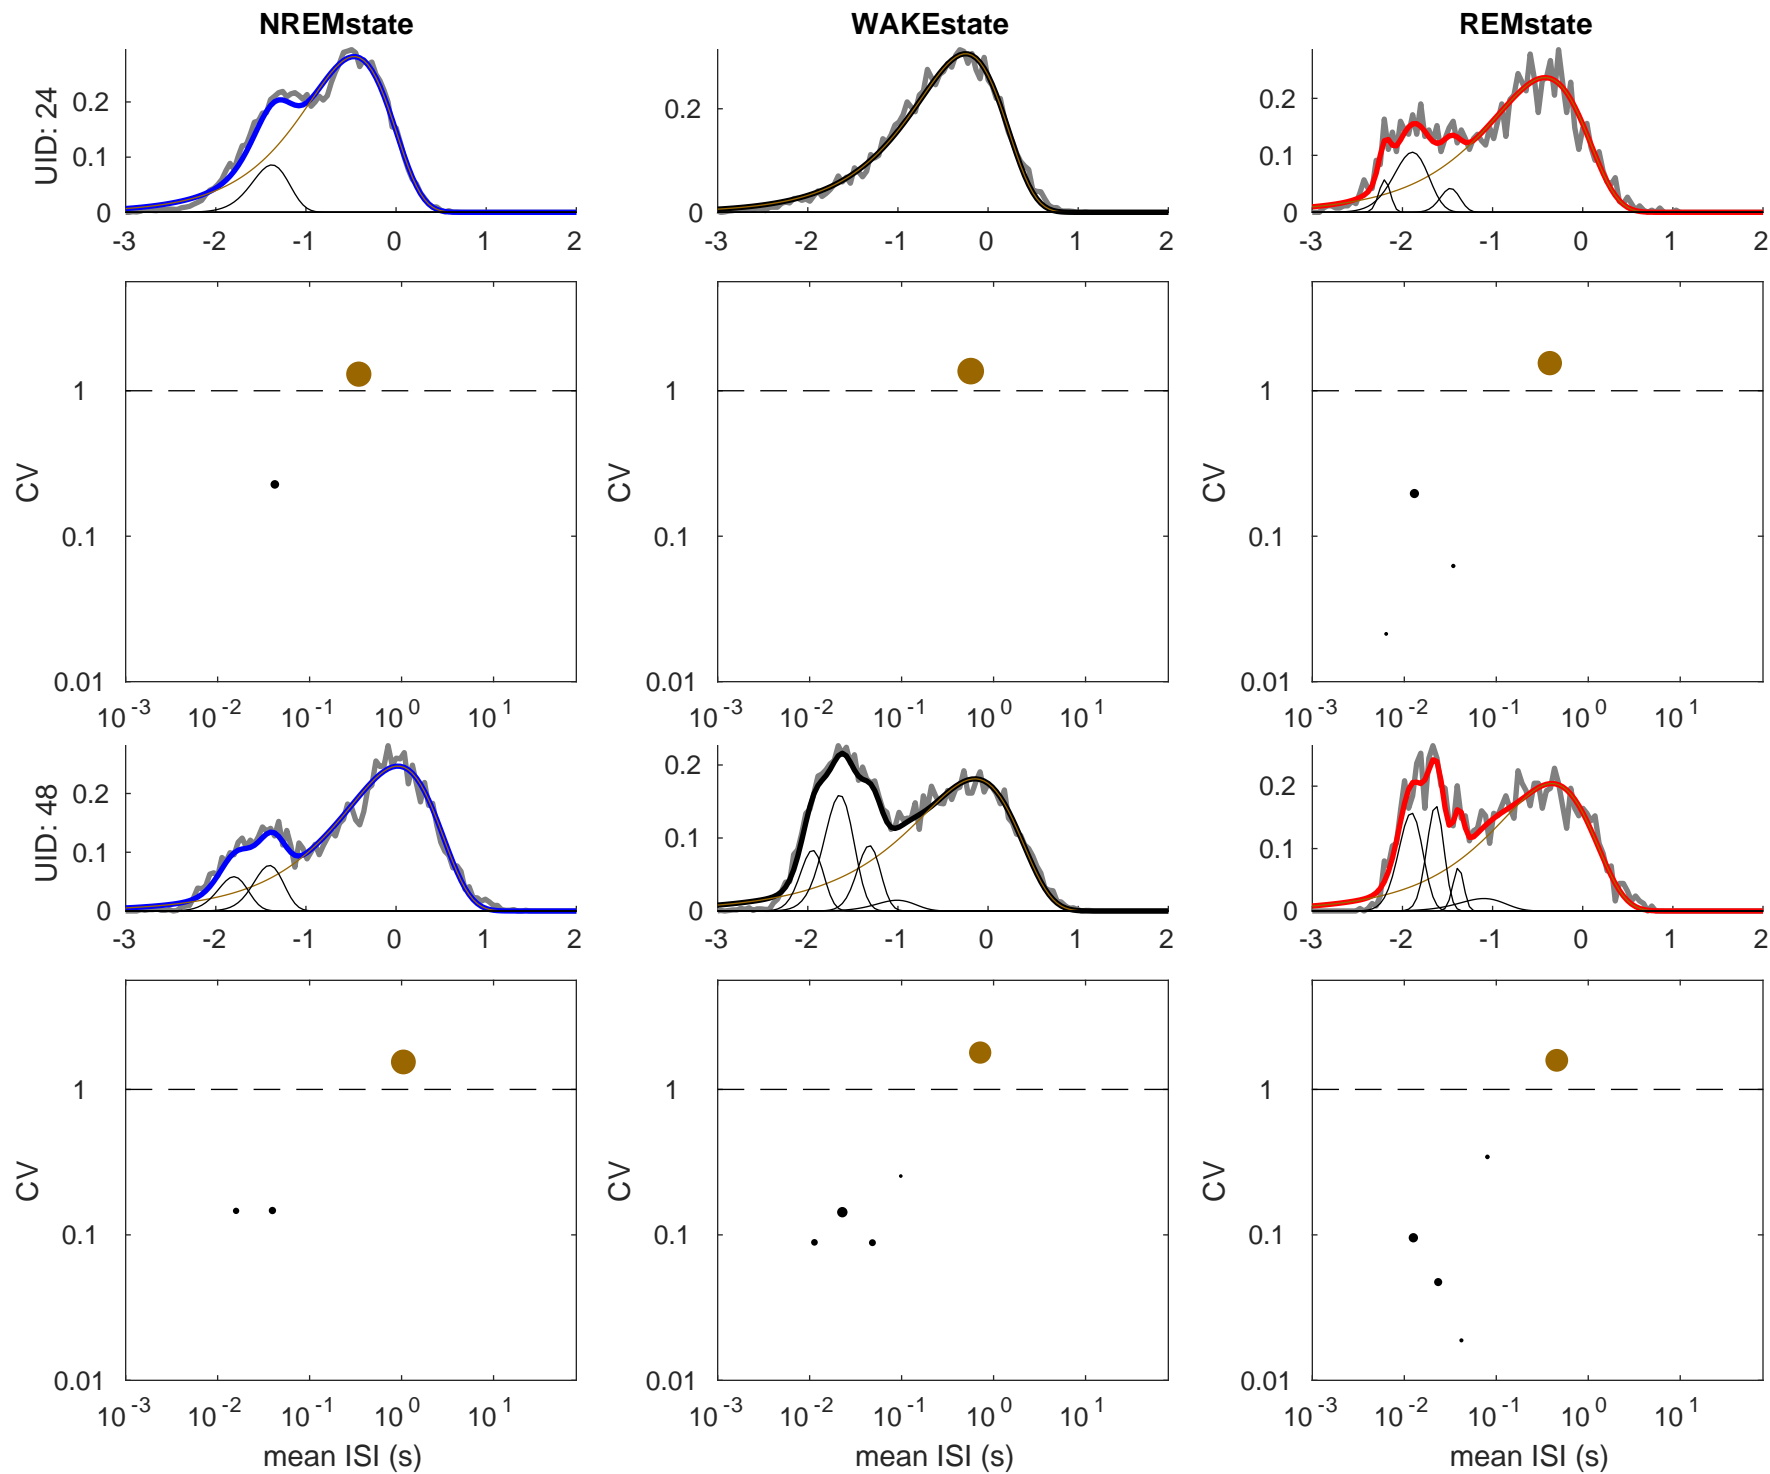 NREMstate WAKEstate REMstate
UID: 24
0.2 0.1 0
0.2 0
0.2 0.1 0
-3 -2 -1 0 1 2
-3 -2 -1 0 1 2
-3 -2 -1 0 1 2
CV 1 0.1 0.01
CV 1 0.1 0.01
CV 1 0.1 0.01
10^-3 10^-2 10^-1 10^0 10^1
10^-3 10^-2 10^-1 10^0 10^1
10^-3 10^-2 10^-1 10^0 10^1
UID: 48
0.2 0.1 0
0.2 0.1 0
0.2 0.1 0
-3 -2 -1 0 1 2
-3 -2 -1 0 1 2
-3 -2 -1 0 1 2
CV 1 0.1 0.01
CV 1 0.1 0.01
CV 1 0.1 0.01
10^-3 10^-2 10^-1 10^0 10^1
10^-3 10^-2 10^-1 10^0 10^1
10^-3 10^-2 10^-1 10^0 10^1
mean ISI (s) mean ISI (s) mean ISI (s)